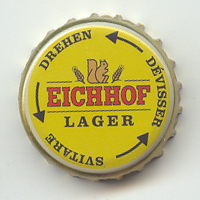 DREHEN
DÉVISSER
SVITARE
EICHHOF
LAGER